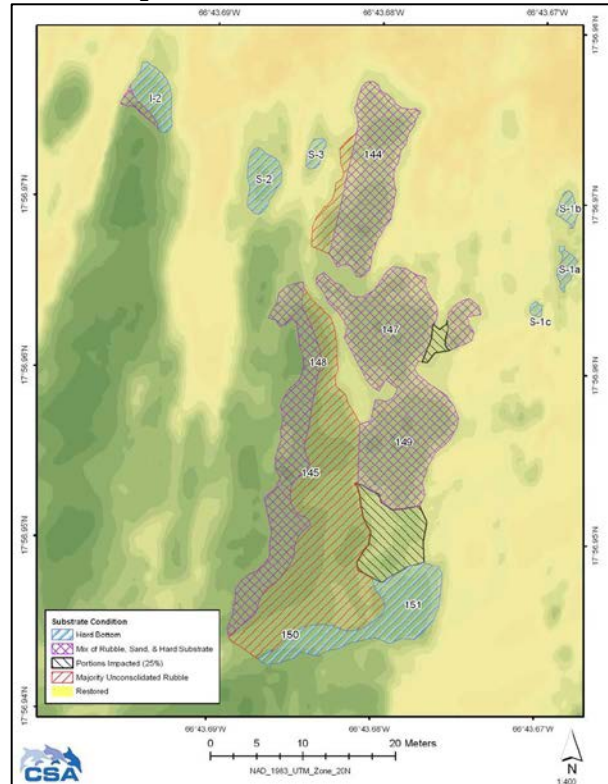 66°43.69'W 66°43.68'W 66°43.67'W
17°56.98'N
I-2
S-3
144
S-2
17°56.97'N 17°56.97'N
S-1b
S-1a
147
S-1c
148
17°56.96'N 17°56.96'N
149
145
17°56.95'N 17°56.95'N
151
150
Substrate Condition
Hard Bottom
Mix of Rubble, Sand, & Hard Substrate
Portions Impacted (25%)
Majority Unconsolidated Rubble
Restored
17°56.94'N
66°43.69'W 66°43.68'W 66°43.67'W
0 5 10 20 Meters
NAD_1983_UTM_Zone_20N
CSA
N
1:400